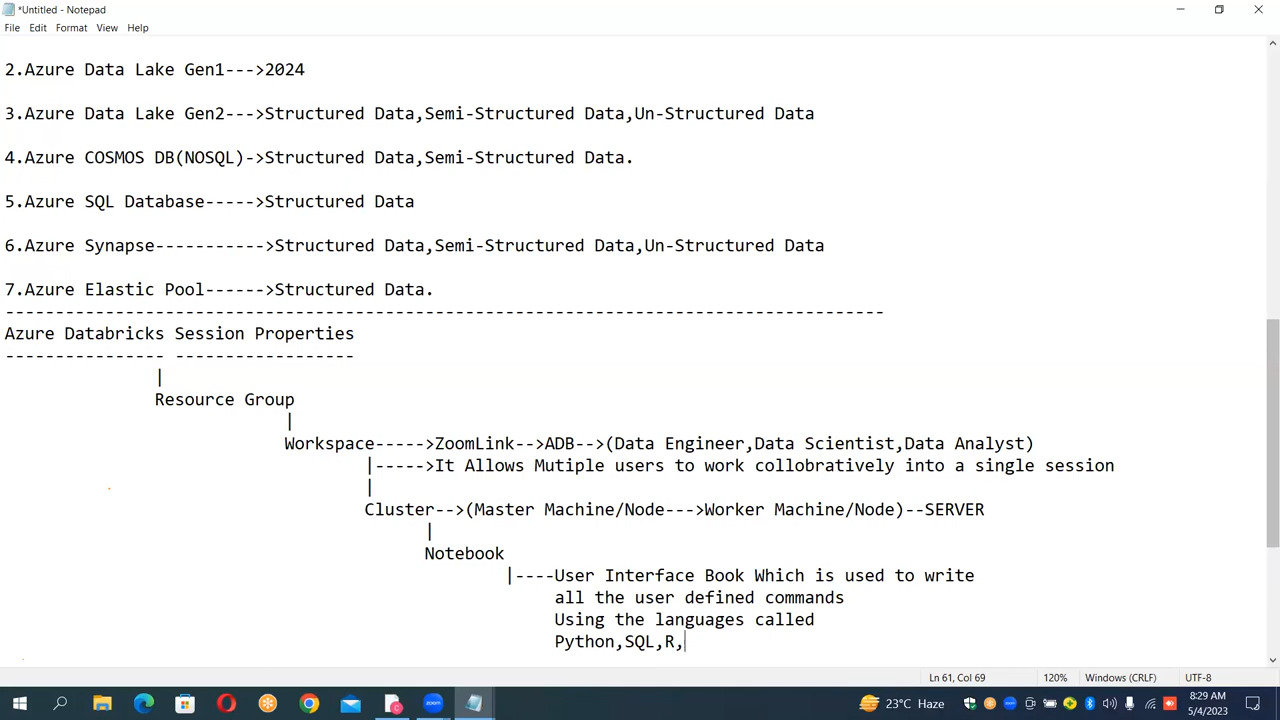 *Untitled - Notepad
File Edit Format View Help
2.Azure Data Lake Gen1--->2024
3.Azure Data Lake Gen2--->Structured Data,Semi-Structured Data,Un-Structured Data
4.Azure COSMOS DB(NOSQL)->Structured Data,Semi-Structured Data.
5.Azure SQL Database----->Structured Data
6.Azure Synapse----------->Structured Data,Semi-Structured Data,Un-Structured Data
7.Azure Elastic Pool------>Structured Data.
----------------------------------------------------------------------------------------
Azure Databricks Session Properties
---------------- ------------------
|
Resource Group
|
Workspace----->ZoomLink-->ADB-->(Data Engineer,Data Scientist,Data Analyst)
|----->It Allows Mutiple users to work collobratively into a single session
|
Cluster-->(Master Machine/Node--->Worker Machine/Node)--SERVER
|
Notebook
|----User Interface Book Which is used to write
all the user defined commands
Using the languages called
Python,SQL,R,
Ln 61, Col 69 120% Windows (CRLF) UTF-8
23°C Haze
8:29 AM
5/4/2023